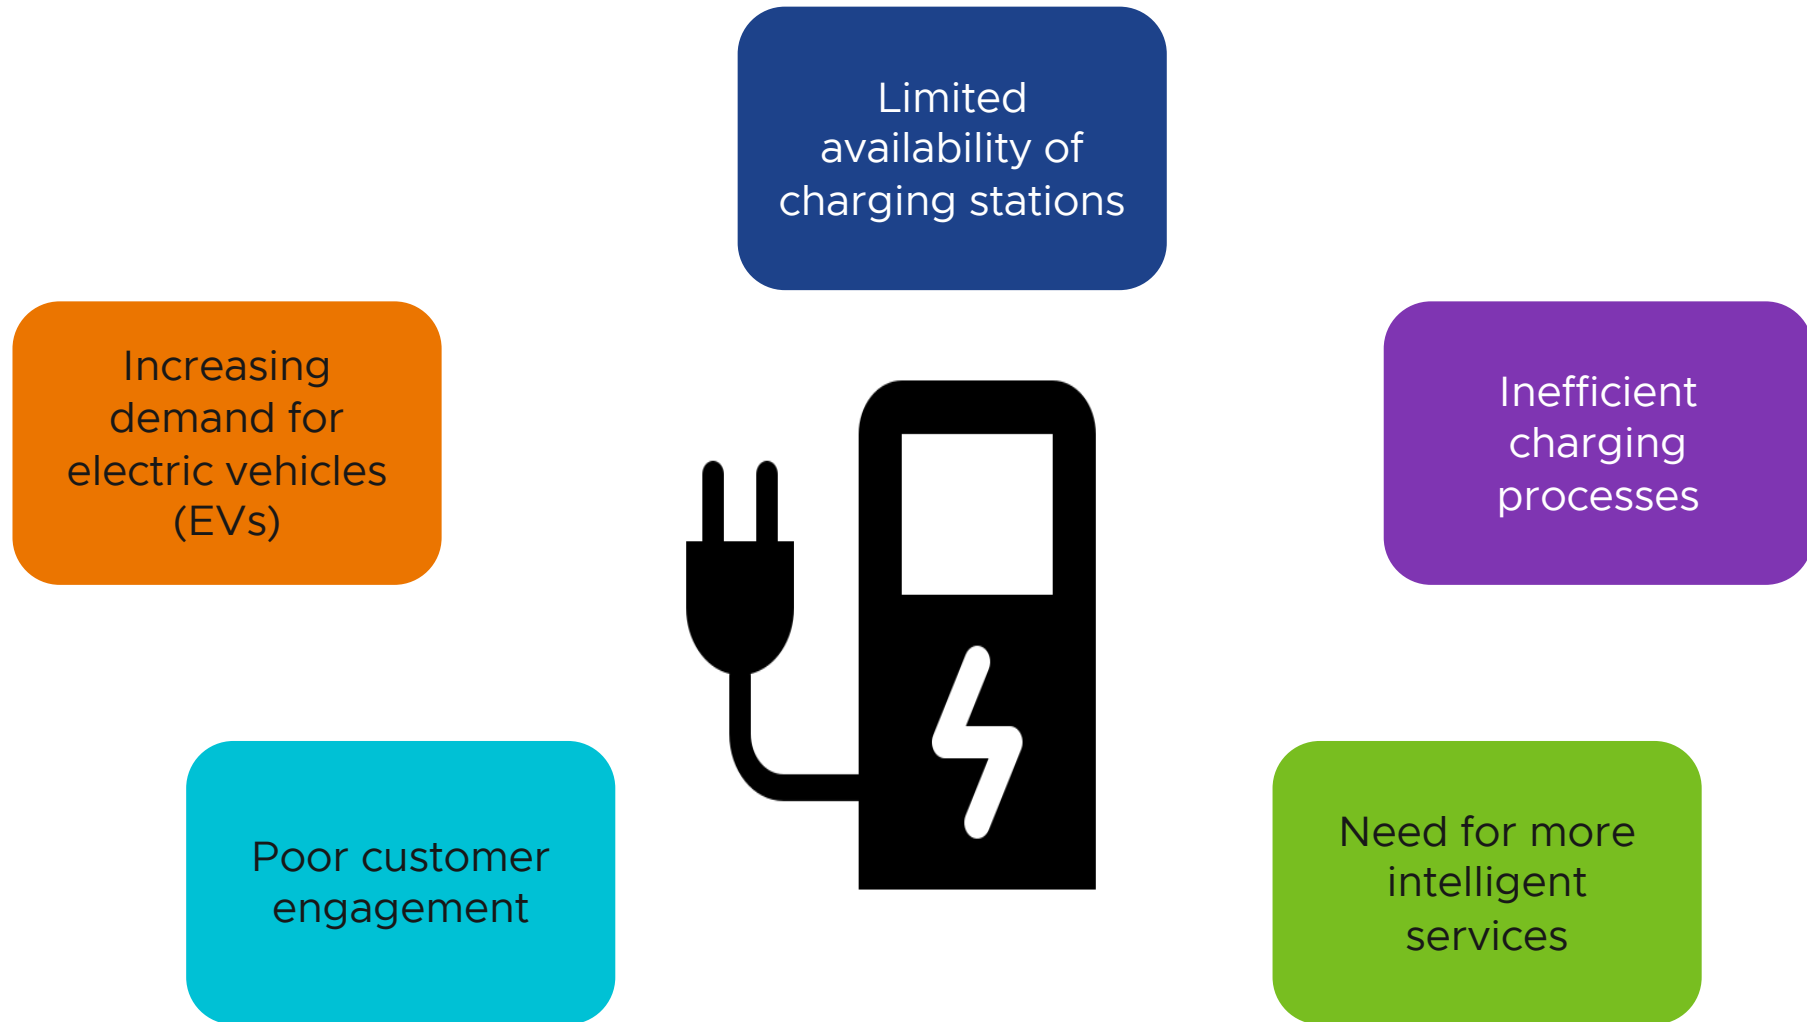 Limited
availability of
charging stations
Increasing
demand for
electric vehicles
(EVs)
Inefficient
charging
processes
Poor customer
engagement
Need for more
intelligent
services